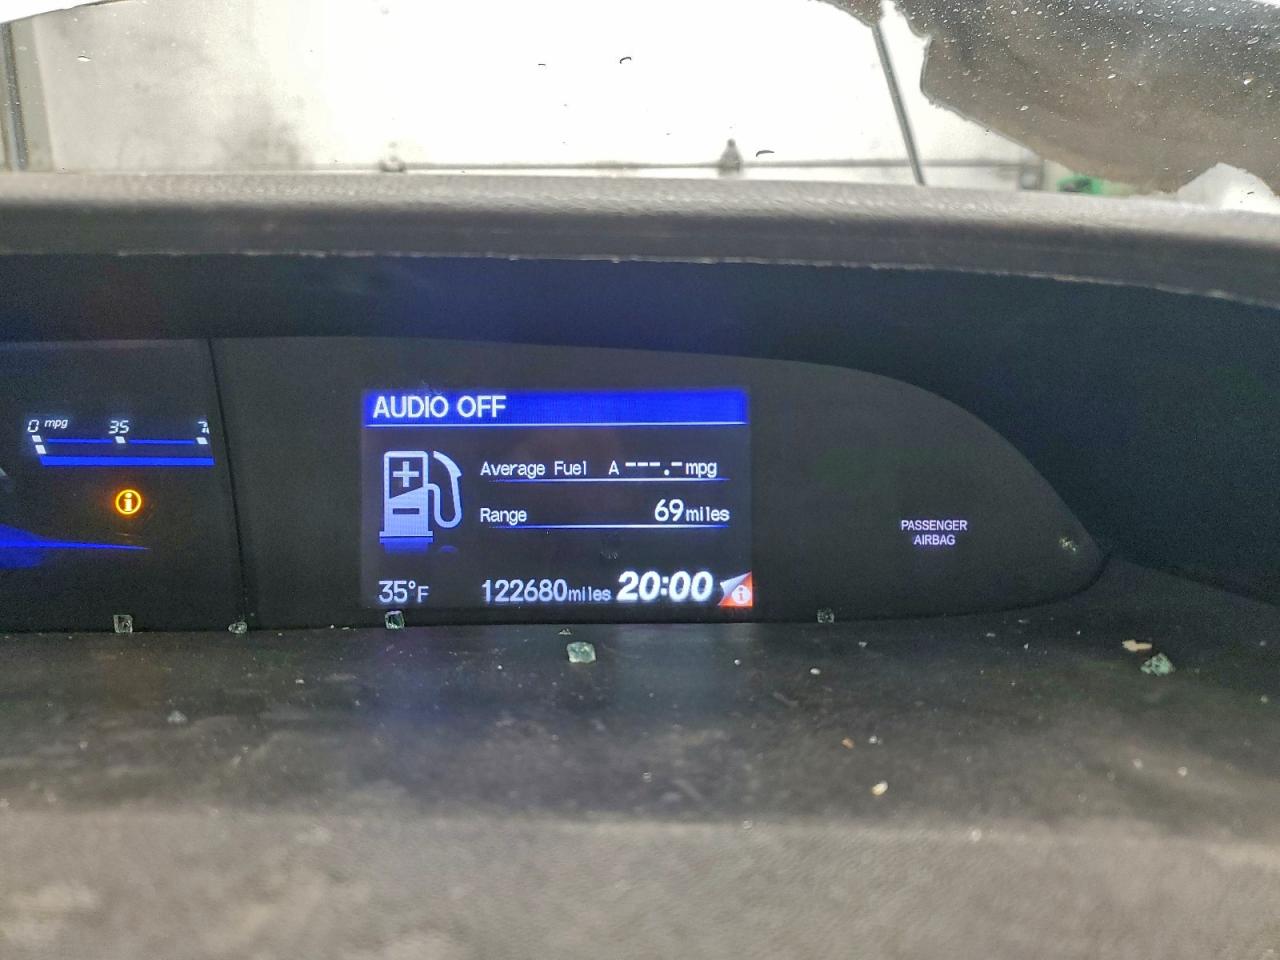 0 mpg 35
AUDIO OFF
Average Fuel A ---.- mpg
Range 69 miles
35°F 122680 miles 20:00
PASSENGER
AIRBAG